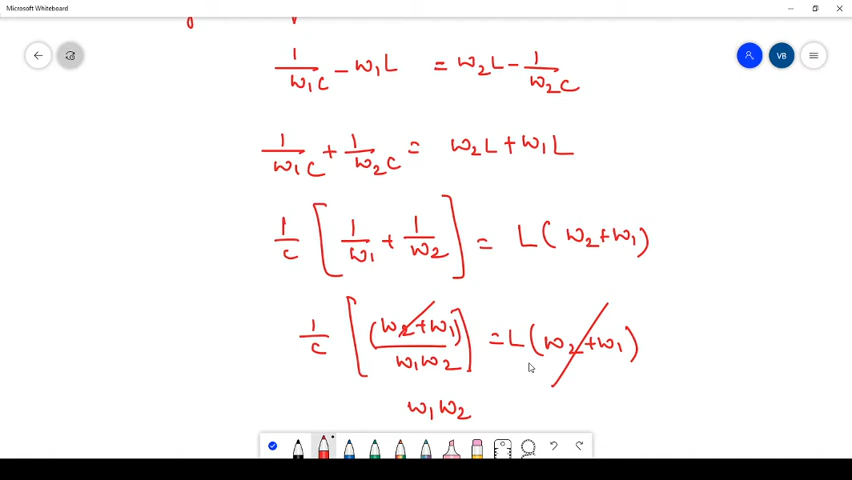 Microsoft Whiteboard
VB
1/w1C - w1L = w2L - 1/w2C
1/w1C + 1/w2C = w2L + w1L
1/C [1/w1 + 1/w2] = L(w2+w1)
1/C [(w2+w1)/w1w2] = L(w2+w1)
w1w2